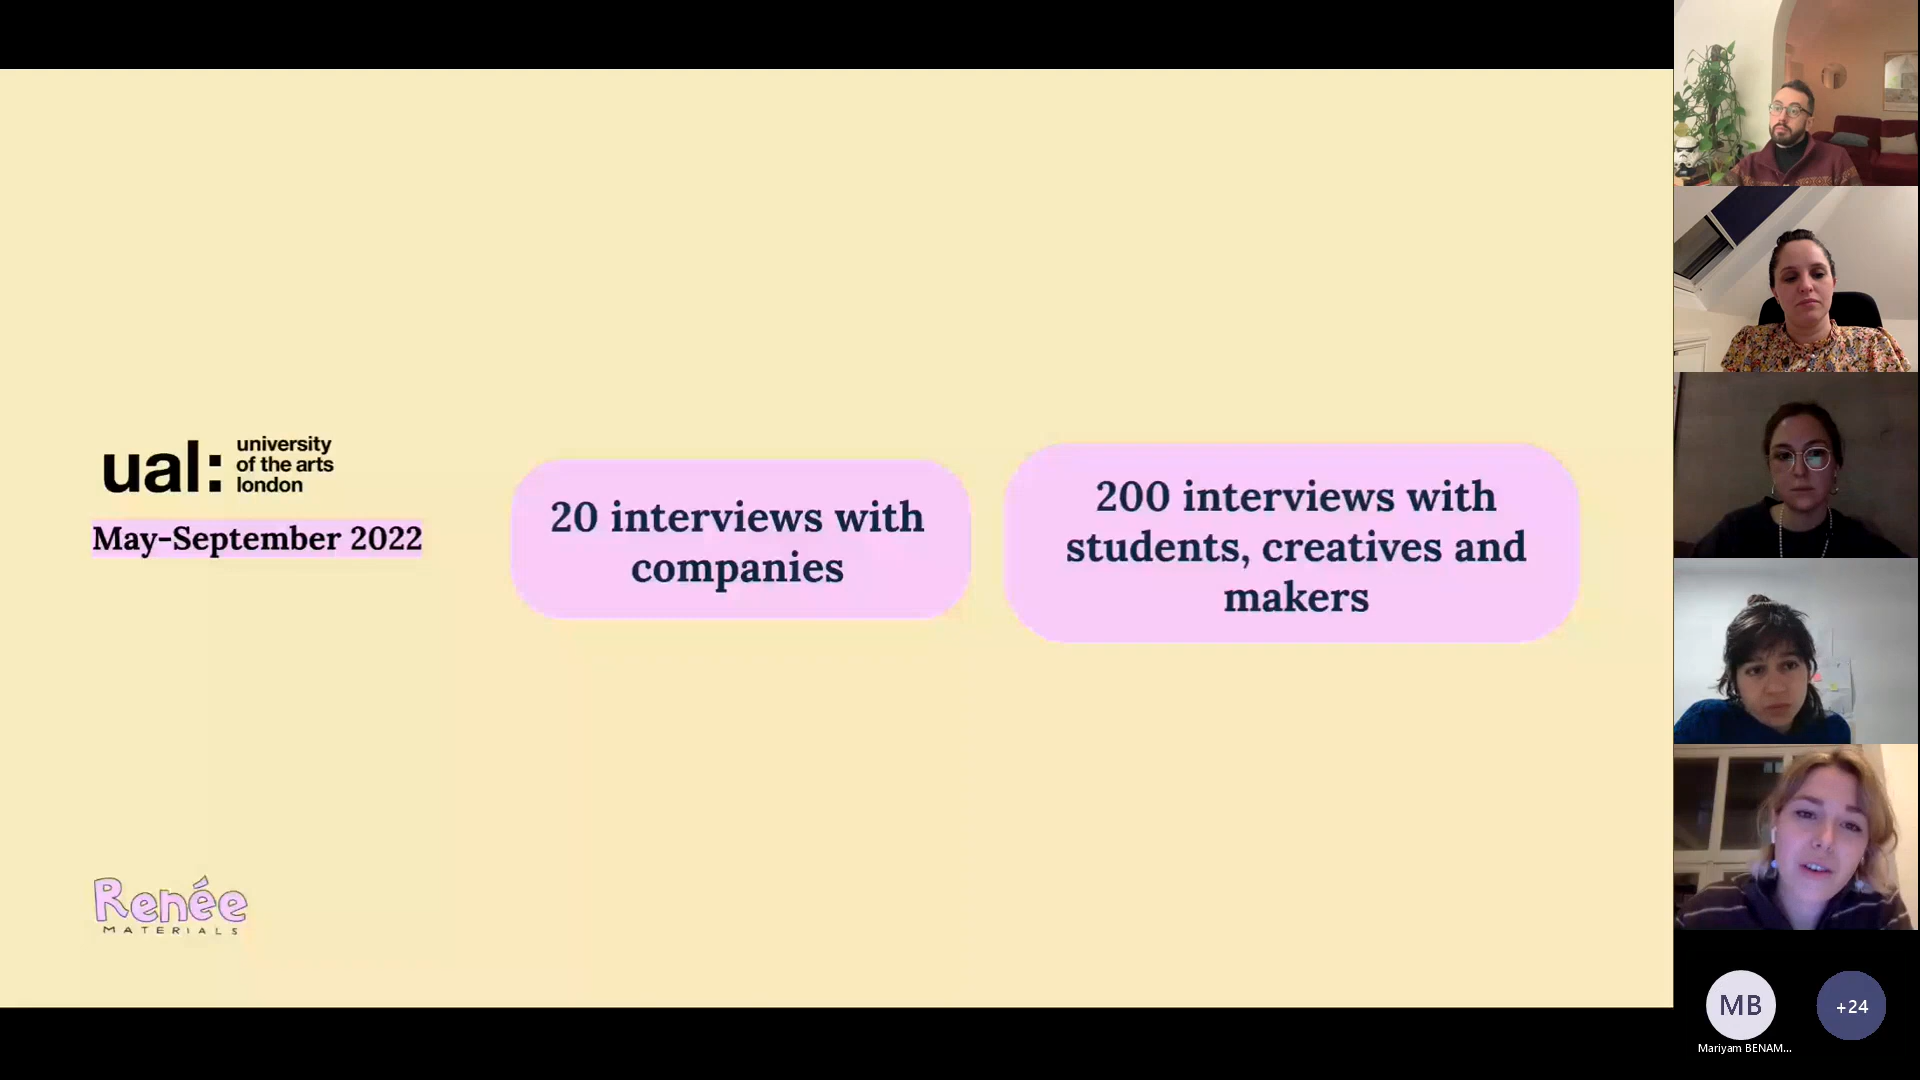 ual:
university
of the arts
london
May-September 2022
20 interviews with
companies
200 interviews with
students, creatives and
makers
Renée
MATERIALS
MB
+24
Mariyam BENAM...